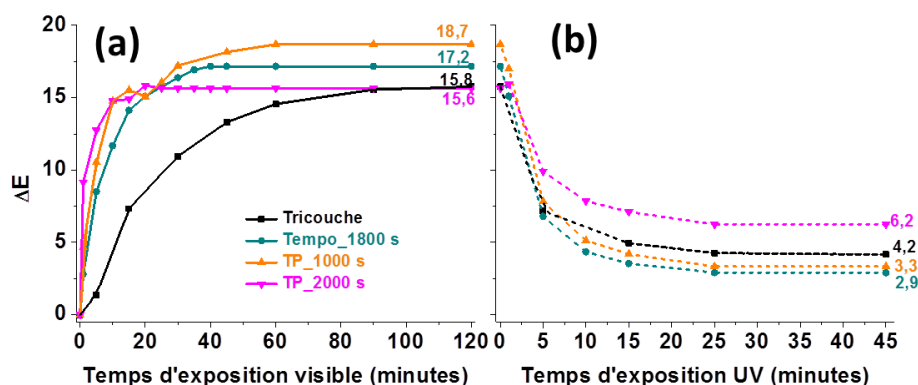 (a)
(b)
20
15
10
5
0
ΔE
18,7
17,2
15,8
15,6
Tricouche
Tempo_1800 s
TP_1000 s
TP_2000 s
0 20 40 60 80 100 120
Temps d'exposition visible (minutes)
6,2
4,2
3,3
2,9
0 5 10 15 20 25 30 35 40 45
Temps d'exposition UV (minutes)